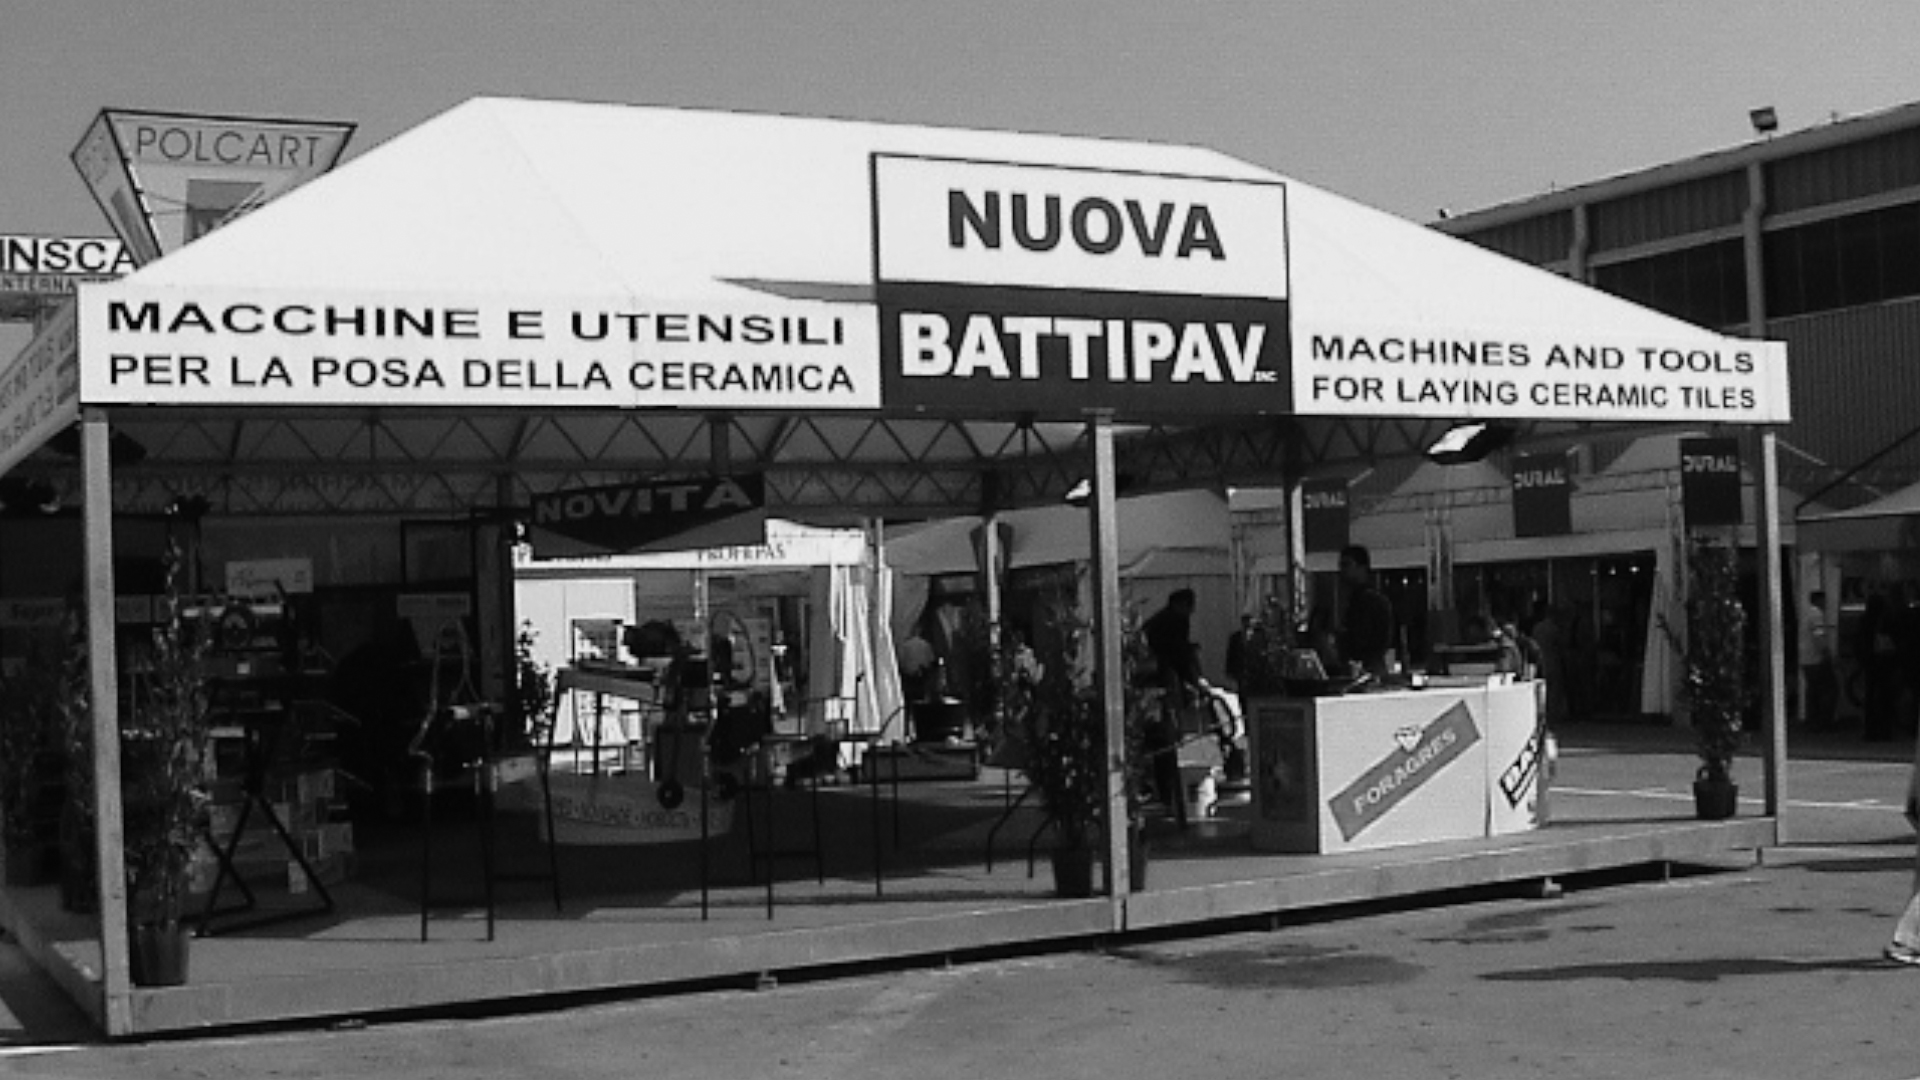 POLCART
INSCA
MACCHINE E UTENSILI
PER LA POSA DELLA CERAMICA
NUOVA
BATTIPAV
MACHINES AND TOOLS
FOR LAYING CERAMIC TILES
NOVITÀ
PROFILPAS
DURAL
DURAL
DURAL
FORAGRES